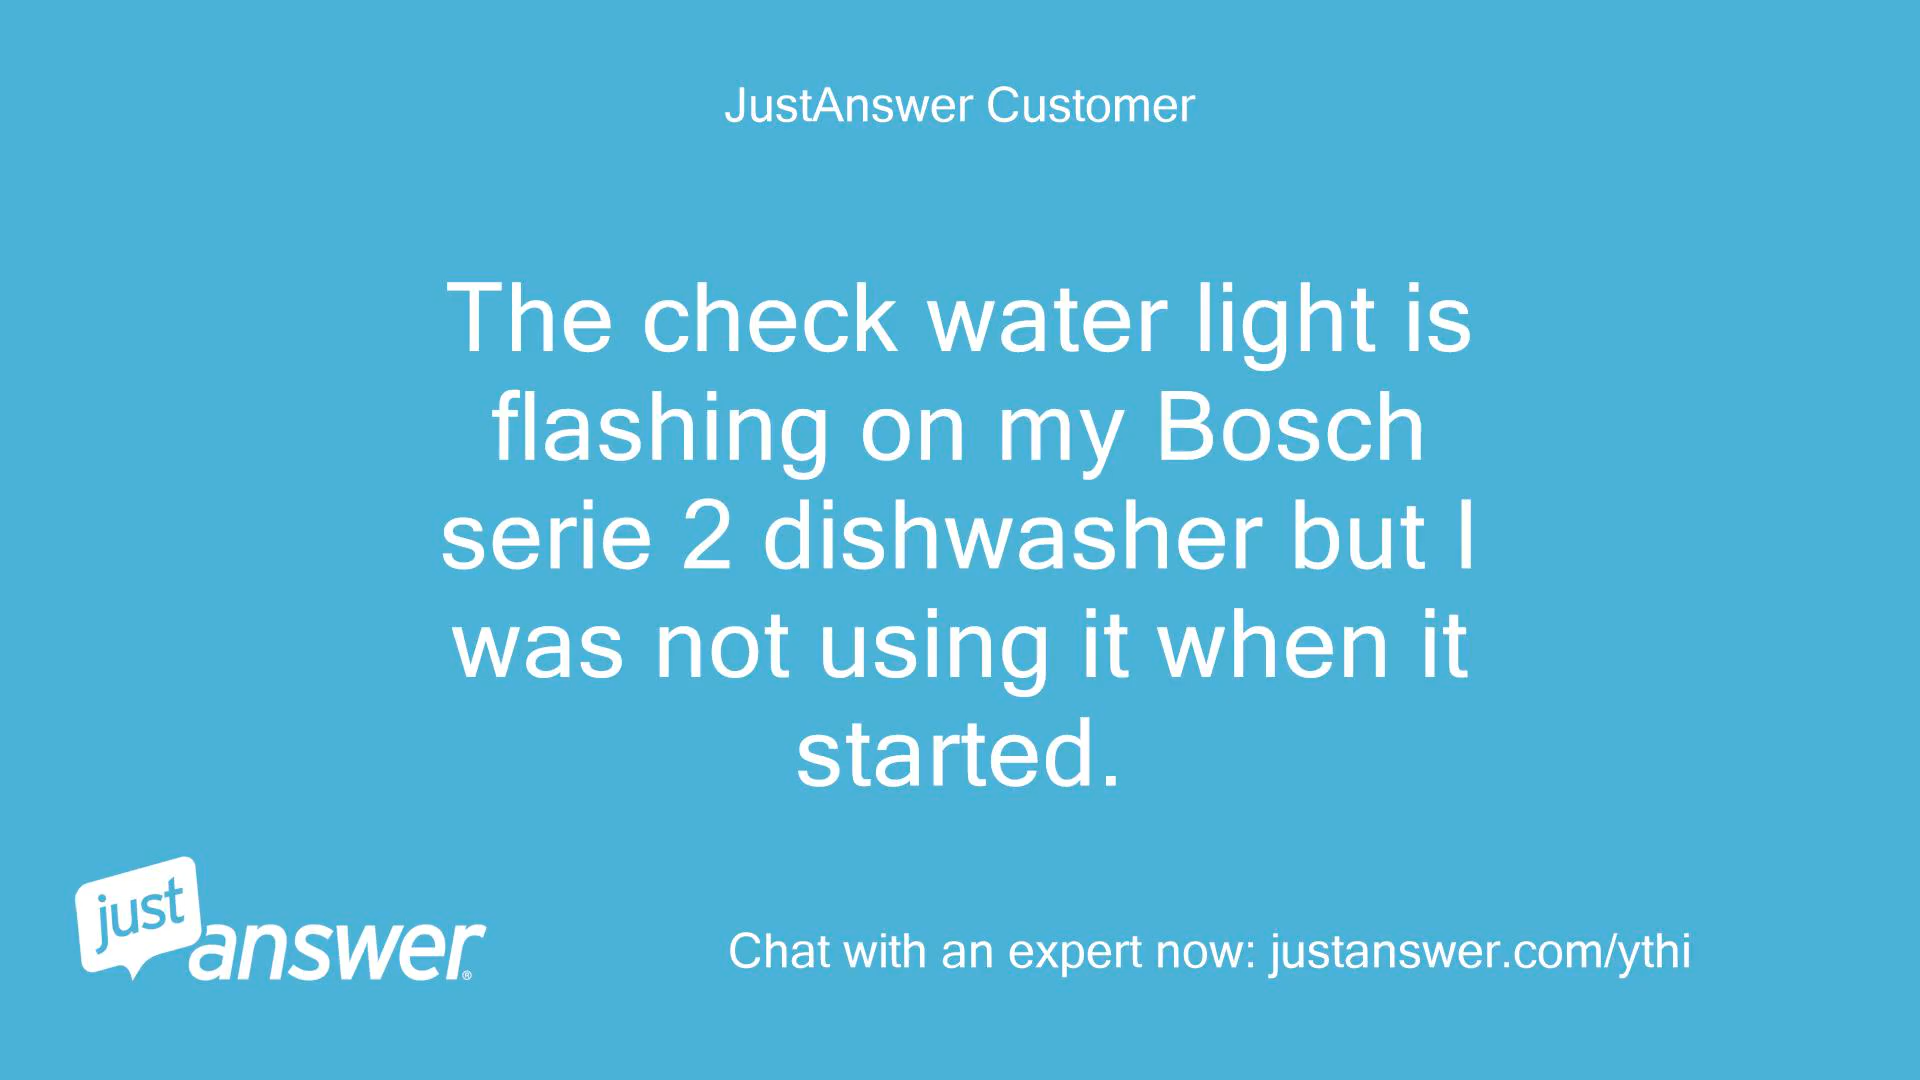 JustAnswer Customer
The check water light is
flashing on my Bosch
serie 2 dishwasher but I
was not using it when it
started.
just
answer®
Chat with an expert now: justanswer.com/ythi